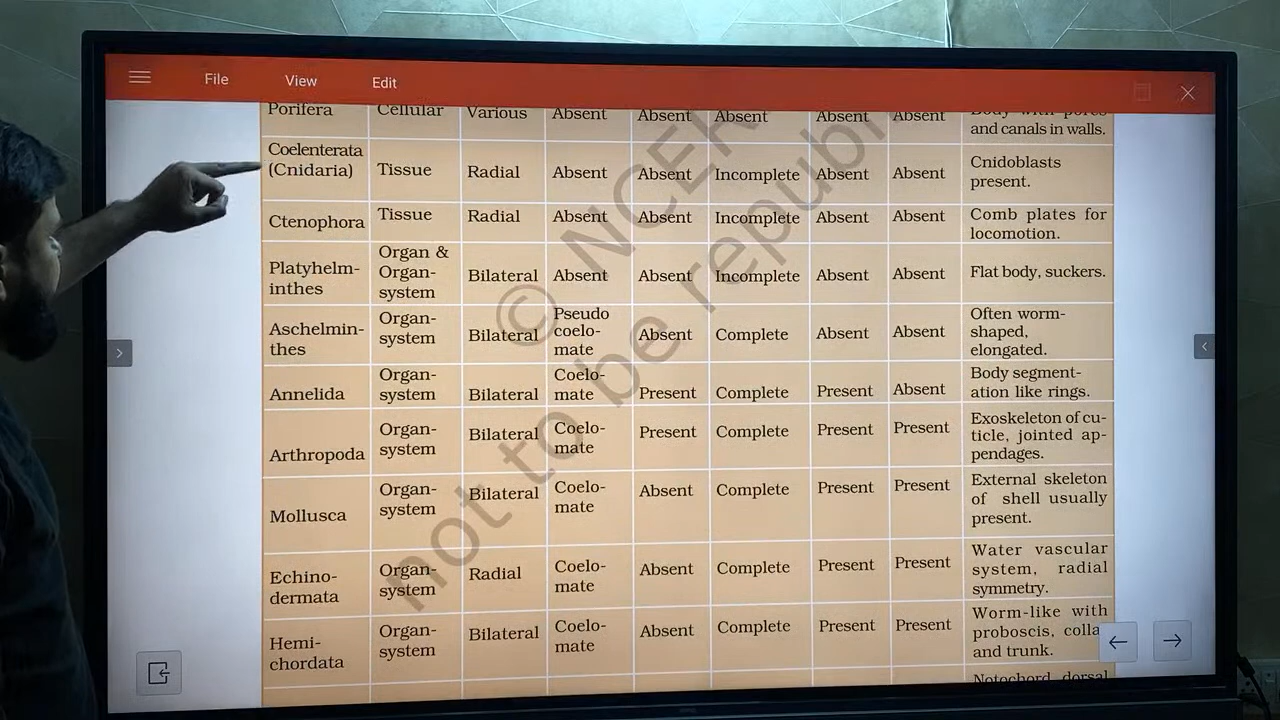 File View Edit
Porifera Cellular Various Absent Absent Absent Absent Absent Body with pores
and canals in walls.
Coelenterata
(Cnidaria) Tissue Radial Absent Absent Incomplete Absent Absent Cnidoblasts
present.
Ctenophora Tissue Radial Absent Absent Incomplete Absent Absent Comb plates for
locomotion.
Platyhelm-
inthes Organ &
Organ-
system Bilateral Absent Absent Incomplete Absent Absent Flat body, suckers.
Aschelmin-
thes Organ-
system Bilateral Pseudo
coelo-
mate Absent Complete Absent Absent Often worm-
shaped,
elongated.
Annelida Organ-
system Bilateral Coelo-
mate Present Complete Present Absent Body segment-
ation like rings.
Arthropoda Organ-
system Bilateral Coelo-
mate Present Complete Present Present Exoskeleton of cu-
ticle, jointed ap-
pendages.
Mollusca Organ-
system Bilateral Coelo-
mate Absent Complete Present Present External skeleton
of shell usually
present.
Echino-
dermata Organ-
system Radial Coelo-
mate Absent Complete Present Present Water vascular
system, radial
symmetry.
Hemi-
chordata Organ-
system Bilateral Coelo-
mate Absent Complete Present Present Worm-like with
proboscis, colla
and trunk.
Notochord, dorsal
© NCER
not to be republi